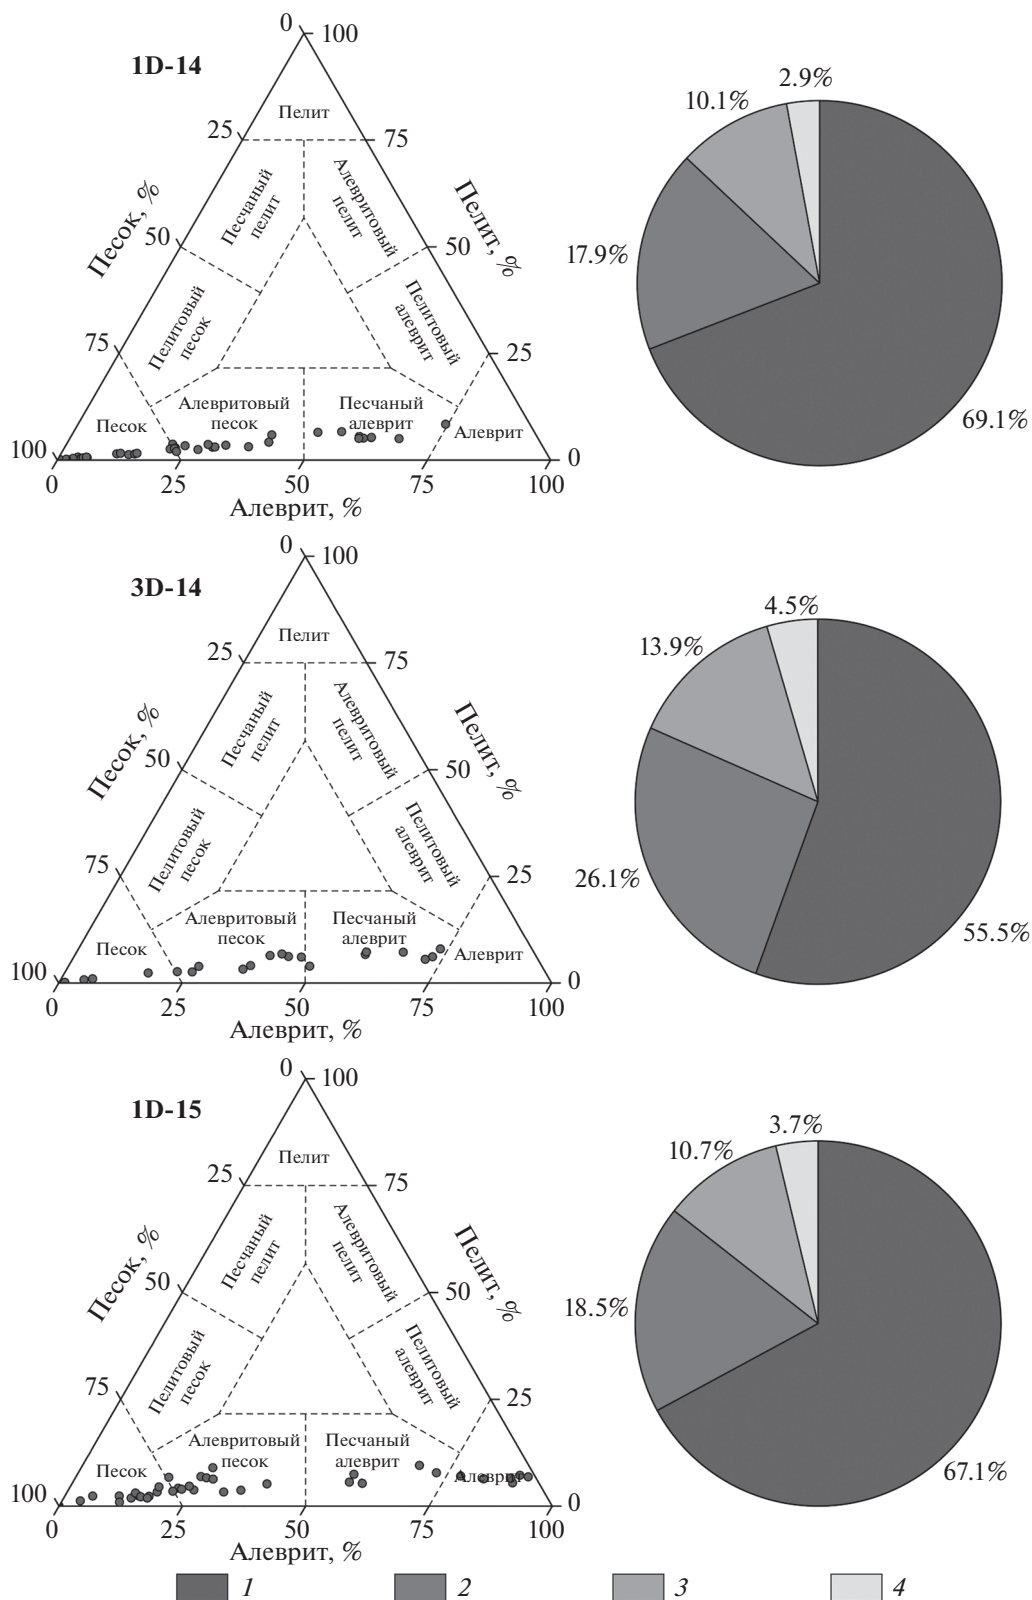 1D-14
0
100
Пелит
25
75
Песчаный
пелит
Алевритовый
пелит
Песок, %
Пелит, %
50
50
Пелитовый
песок
Пелитовый
алеврит
75
25
Песок
Алевритовый
песок
Песчаный
алеврит
Алеврит
100
0
0
25
50
75
100
Алеврит, %
2.9%
10.1%
17.9%
69.1%
3D-14
0
100
Пелит
25
75
Песчаный
пелит
Алевритовый
пелит
Песок, %
Пелит, %
50
50
Пелитовый
песок
Пелитовый
алеврит
75
25
Песок
Алевритовый
песок
Песчаный
алеврит
Алеврит
100
0
0
25
50
75
100
Алеврит, %
4.5%
13.9%
26.1%
55.5%
1D-15
0
100
Пелит
25
75
Песчаный
пелит
Алевритовый
пелит
Песок, %
Пелит, %
50
50
Пелитовый
песок
Пелитовый
алеврит
75
25
Песок
Алевритовый
песок
Песчаный
алеврит
Алеврит
100
0
0
25
50
75
100
Алеврит, %
3.7%
10.7%
18.5%
67.1%
1
2
3
4